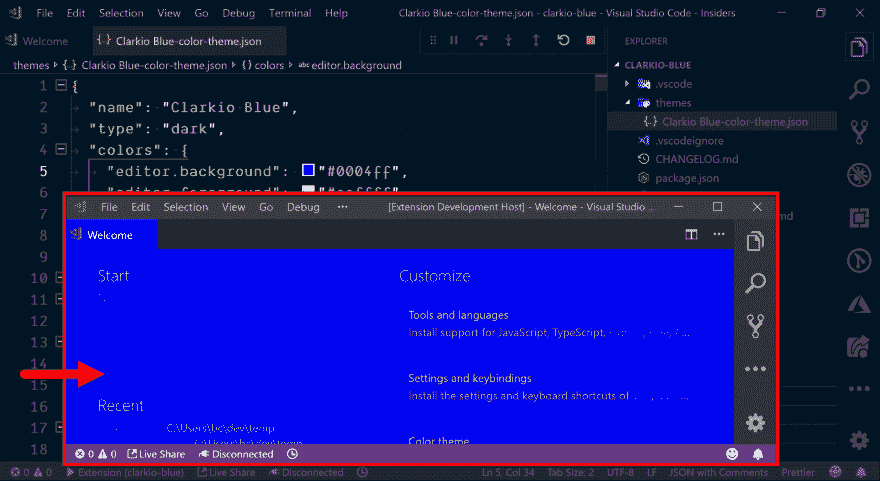 File Edit Selection View Go Debug Terminal Help Clarkio Blue-color-theme.json - clarkio-blue - Visual Studio Code - Insiders
Welcome {} Clarkio Blue-color-theme.json
EXPLORER
themes {} Clarkio Blue-color-theme.json {} colors abc editor.background
CLARKIO-BLUE
.vscode
themes
{} Clarkio Blue-color-theme.json
.vscodeignore
CHANGELOG.md
package.json
1 {
2 "name": "Clarkio Blue",
3 "type": "dark",
4 "colors": {
5 "editor.background": "#0004ff",
6
7
8
9
10
11
12
13
14
15
16
17
18
File Edit Selection View Go Debug ··· [Extension Development Host] - Welcome - Visual Studio ...
Welcome
Start
Customize
Tools and languages
Install support for JavaScript, TypeScript,
Settings and keybindings
Install the settings and keyboard shortcuts of
Recent
C:\Users\bc\dev\temp
Color theme
0 0 Live Share Disconnected
0 0 Extension (clarkio-blue) Live Share Disconnected Ln 5, Col 34 Tab Size: 2 UTF-8 LF JSON with Comments Prettier